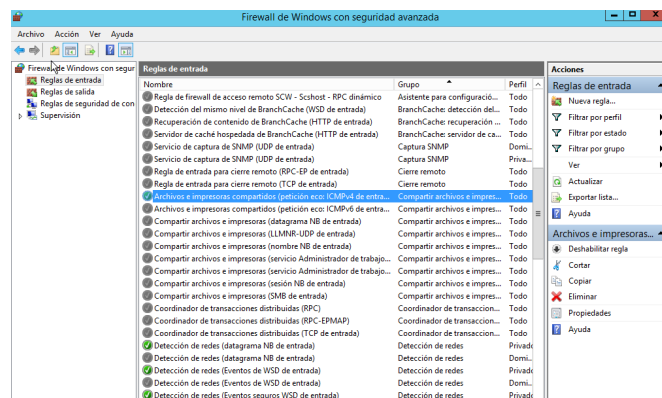 Firewall de Windows con seguridad avanzada
Archivo Acción Ver Ayuda
Firewall de Windows con segur
Reglas de entrada
Reglas de salida
Reglas de seguridad de con
Supervisión
Reglas de entrada
Nombre Grupo Perfil
Regla de firewall de acceso remoto SCW - Scshost - RPC dinámico Asistente para configuració... Todo
Detección del mismo nivel de BranchCache (WSD de entrada) BranchCache: detección del... Todo
Recuperación de contenido de BranchCache (HTTP de entrada) BranchCache: recuperación ... Todo
Servidor de caché hospedada de BranchCache (HTTP de entrada) BranchCache: servidor de ca... Todo
Servicio de captura de SNMP (UDP de entrada) Captura SNMP Domi...
Servicio de captura de SNMP (UDP de entrada) Captura SNMP Priva...
Regla de entrada para cierre remoto (RPC-EP de entrada) Cierre remoto Todo
Regla de entrada para cierre remoto (TCP de entrada) Cierre remoto Todo
Archivos e impresoras compartidos (petición eco: ICMPv4 de entra... Compartir archivos e impres... Todo
Archivos e impresoras compartidos (petición eco: ICMPv6 de entra... Compartir archivos e impres... Todo
Compartir archivos e impresoras (datagrama NB de entrada) Compartir archivos e impres... Todo
Compartir archivos e impresoras (LLMNR-UDP de entrada) Compartir archivos e impres... Todo
Compartir archivos e impresoras (nombre NB de entrada) Compartir archivos e impres... Todo
Compartir archivos e impresoras (servicio Administrador de trabajo... Compartir archivos e impres... Todo
Compartir archivos e impresoras (servicio Administrador de trabajo... Compartir archivos e impres... Todo
Compartir archivos e impresoras (sesión NB de entrada) Compartir archivos e impres... Todo
Compartir archivos e impresoras (SMB de entrada) Compartir archivos e impres... Todo
Coordinador de transacciones distribuidas (RPC) Coordinador de transaccion... Todo
Coordinador de transacciones distribuidas (RPC-EPMAP) Coordinador de transaccion... Todo
Coordinador de transacciones distribuidas (TCP de entrada) Coordinador de transaccion... Todo
Detección de redes (datagrama NB de entrada) Detección de redes Privado
Detección de redes (datagrama NB de entrada) Detección de redes Domi...
Detección de redes (Eventos de WSD de entrada) Detección de redes Privado
Detección de redes (Eventos de WSD de entrada) Detección de redes Domi...
Detección de redes (Eventos seguros WSD de entrada) Detección de redes Privado
Acciones
Reglas de entrada
Nueva regla...
Filtrar por perfil
Filtrar por estado
Filtrar por grupo
Ver
Actualizar
Exportar lista...
Ayuda
Archivos e impresoras...
Deshabilitar regla
Cortar
Copiar
Eliminar
Propiedades
Ayuda